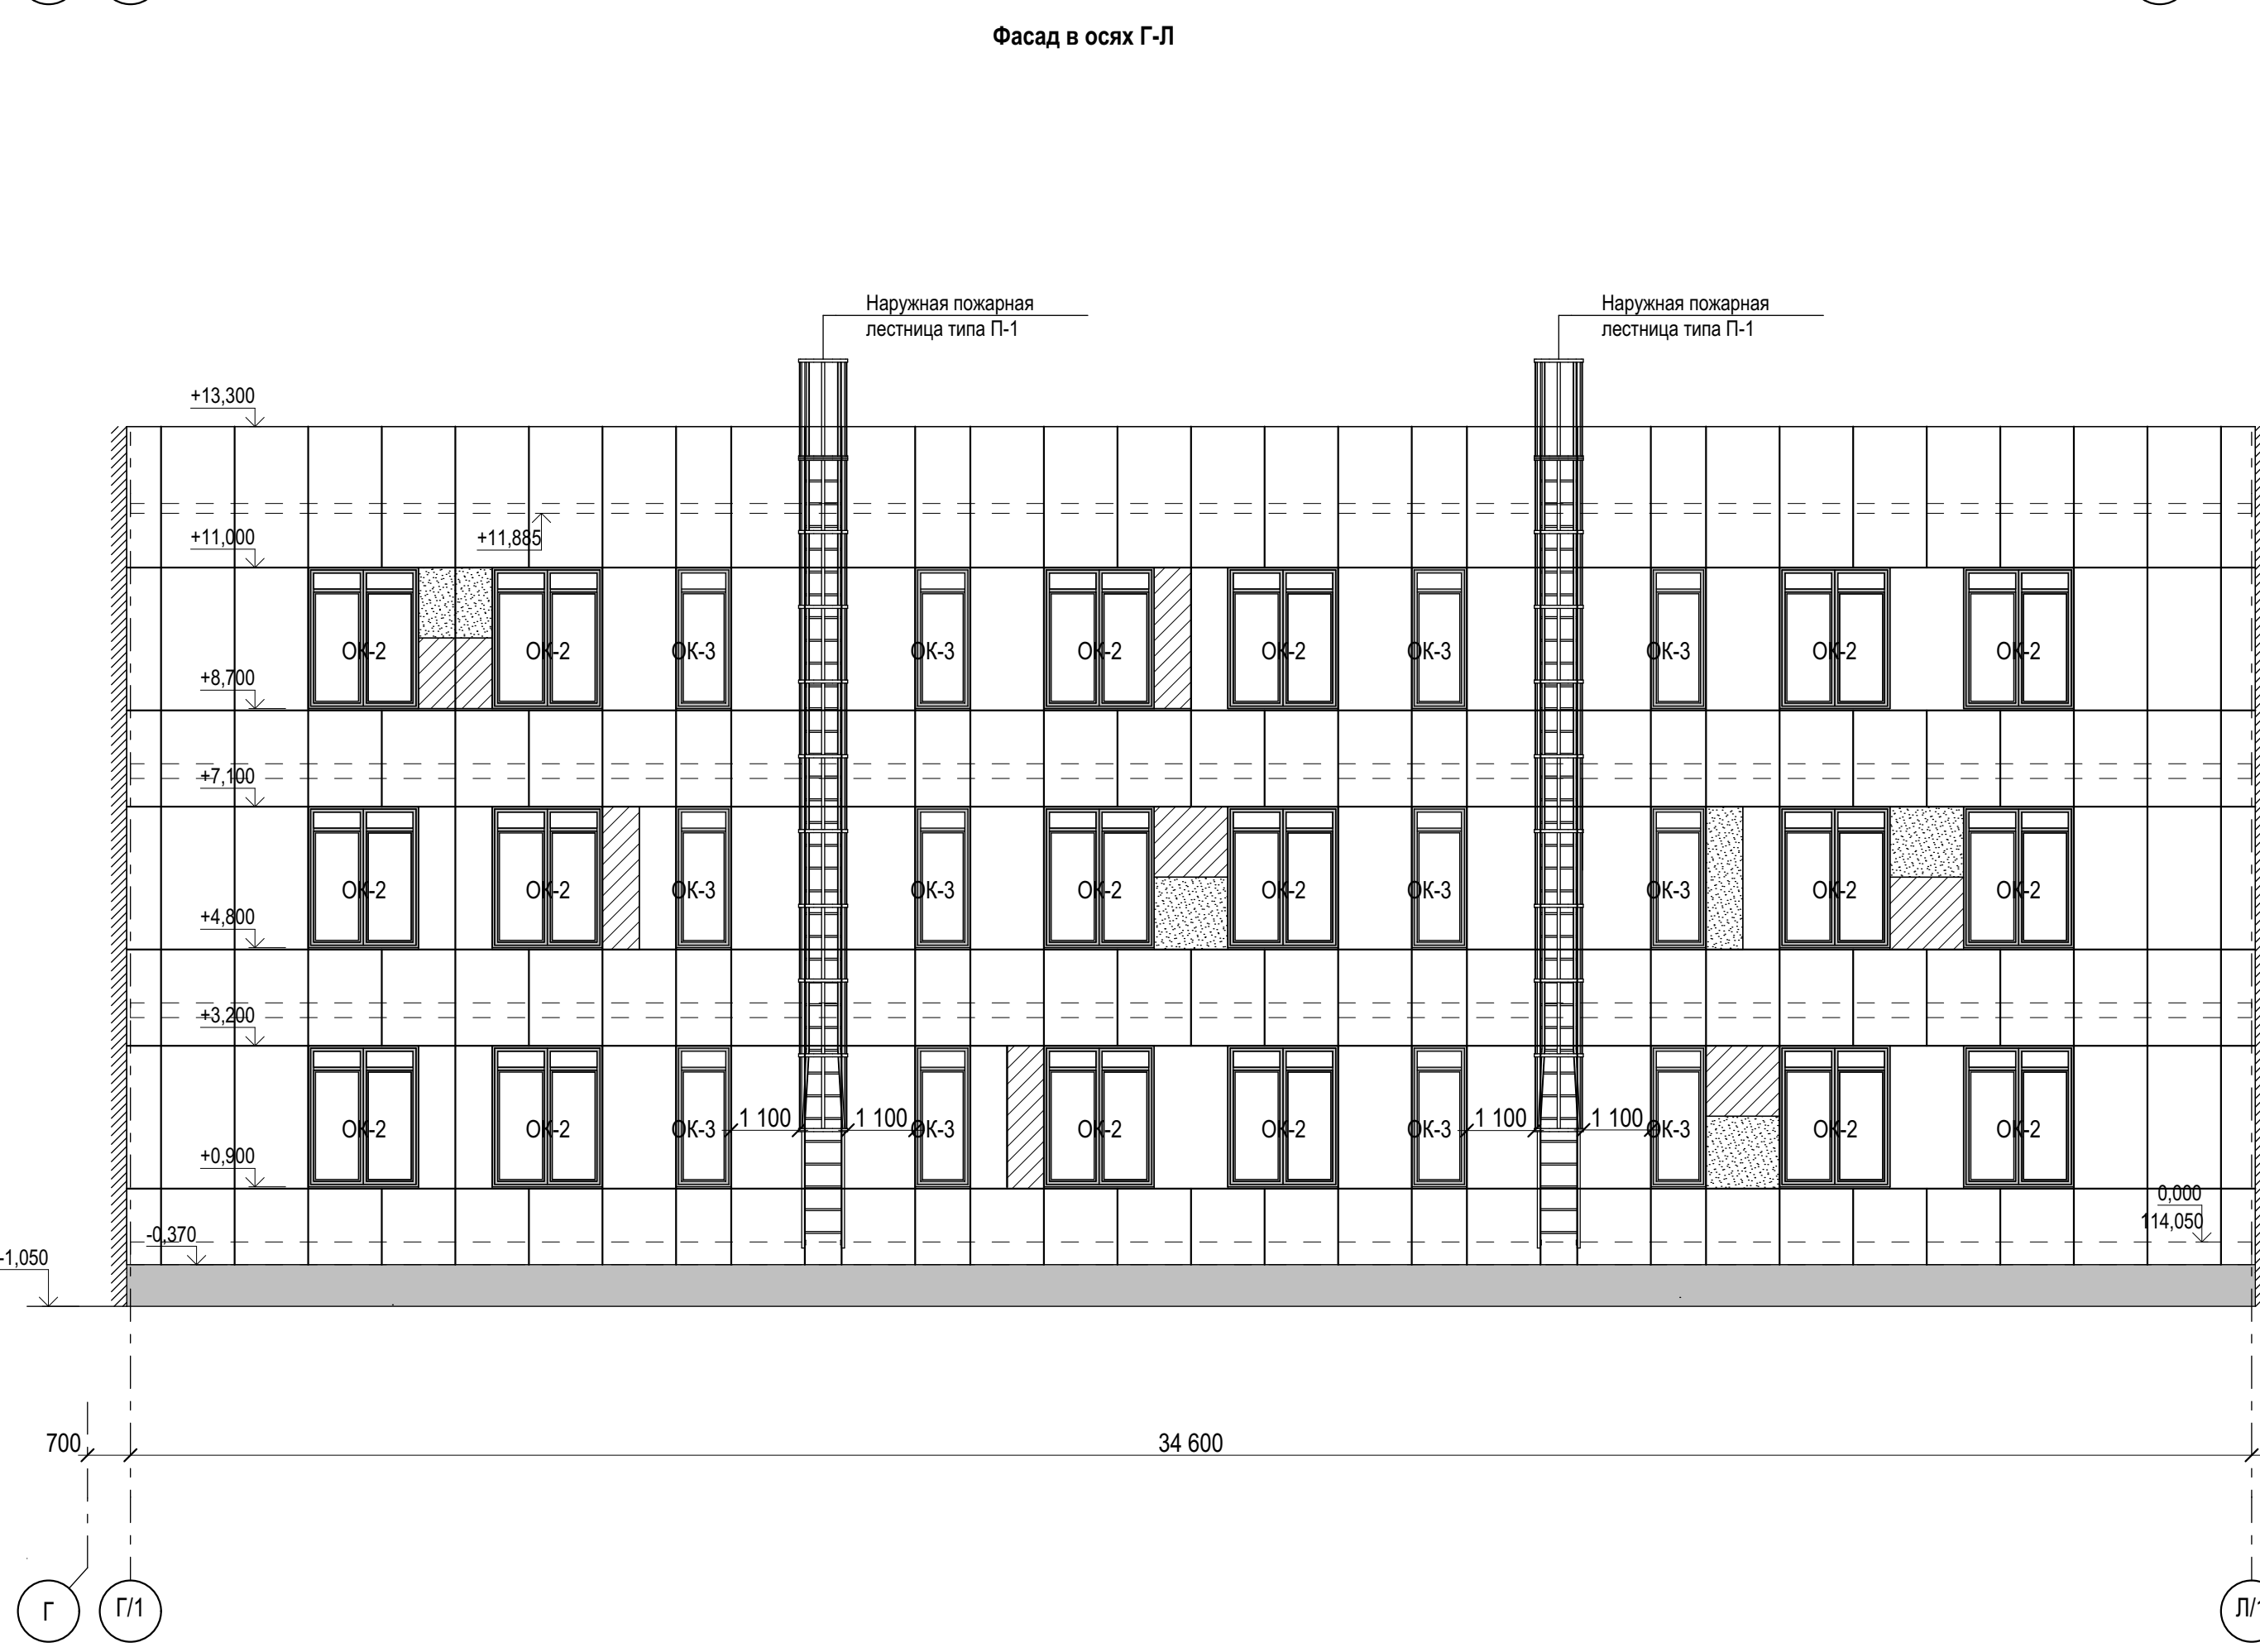 Фасад в осях Г-Л
Наружная пожарная
лестница типа П-1
Наружная пожарная
лестница типа П-1
+13,300
+11,000
+11,885
ОК-2
ОК-2
ОК-3
ОК-3
ОК-2
ОК-2
ОК-3
ОК-3
ОК-2
ОК-2
+8,700
+7,100
ОК-2
ОК-2
ОК-3
ОК-3
ОК-2
ОК-2
ОК-3
ОК-3
ОК-2
ОК-2
+4,800
+3,200
1 100
1 100
1 100
1 100
ОК-2
ОК-2
ОК-3
ОК-3
ОК-2
ОК-2
ОК-3
ОК-3
ОК-2
ОК-2
+0,900
0,000
114,050
-0,370
-1,050
700
34 600
Г
Г/1
Л/1